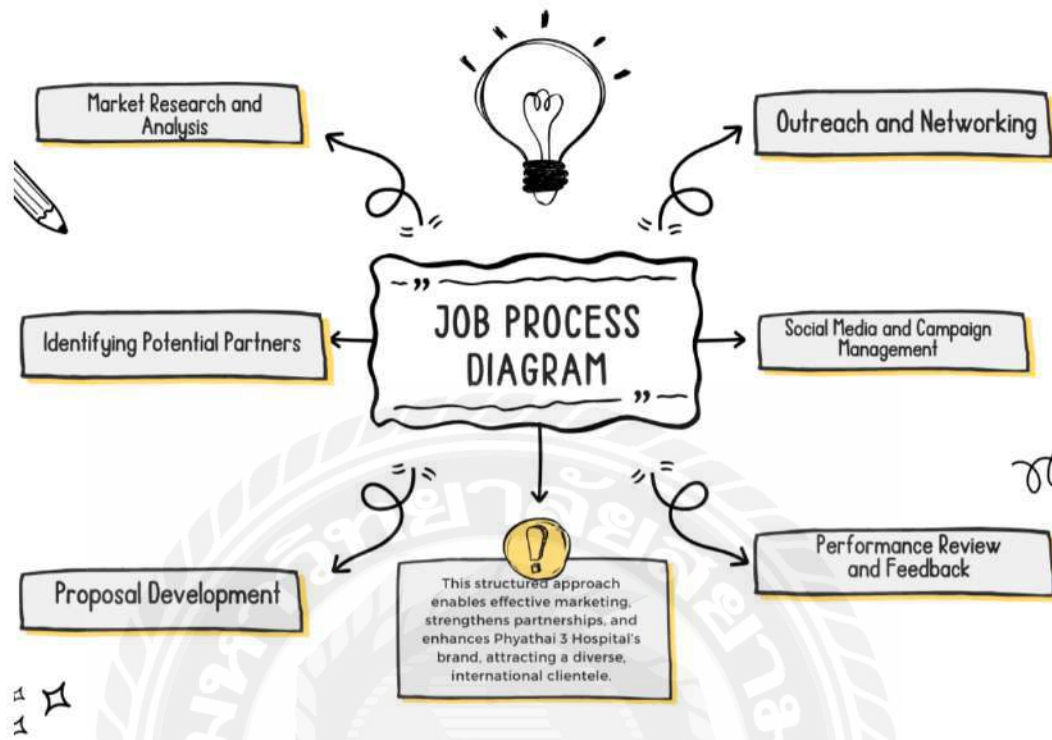 Market Research and
Analysis
Outreach and Networking
JOB PROCESS
DIAGRAM
Identifying Potential Partners
Social Media and Campaign
Management
Proposal Development
Performance Review
and Feedback
This structured approach
enables effective marketing,
strengthens partnerships, and
enhances Phyathai 3 Hospital's
brand, attracting a diverse,
international clientele.